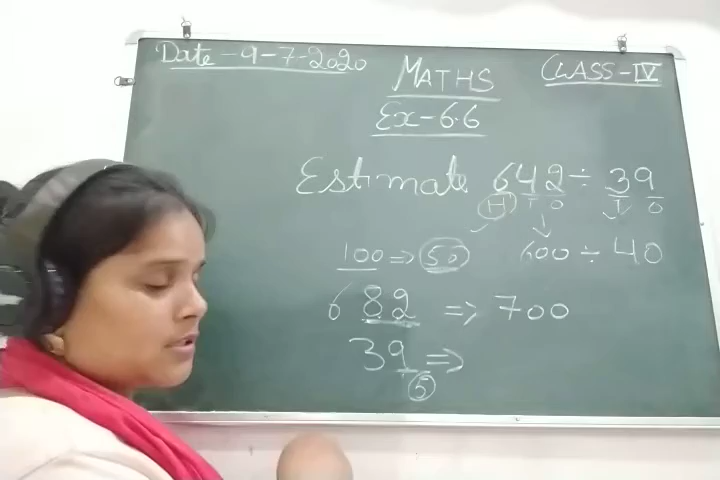 Date - 9 - 7 - 2020
MATHS
CLASS - IV
Ex - 6.6
Estimate 642 ÷ 39
H T O T O
100 ⇒ 50 600 ÷ 40
682 ⇒ 700
39 ⇒
5